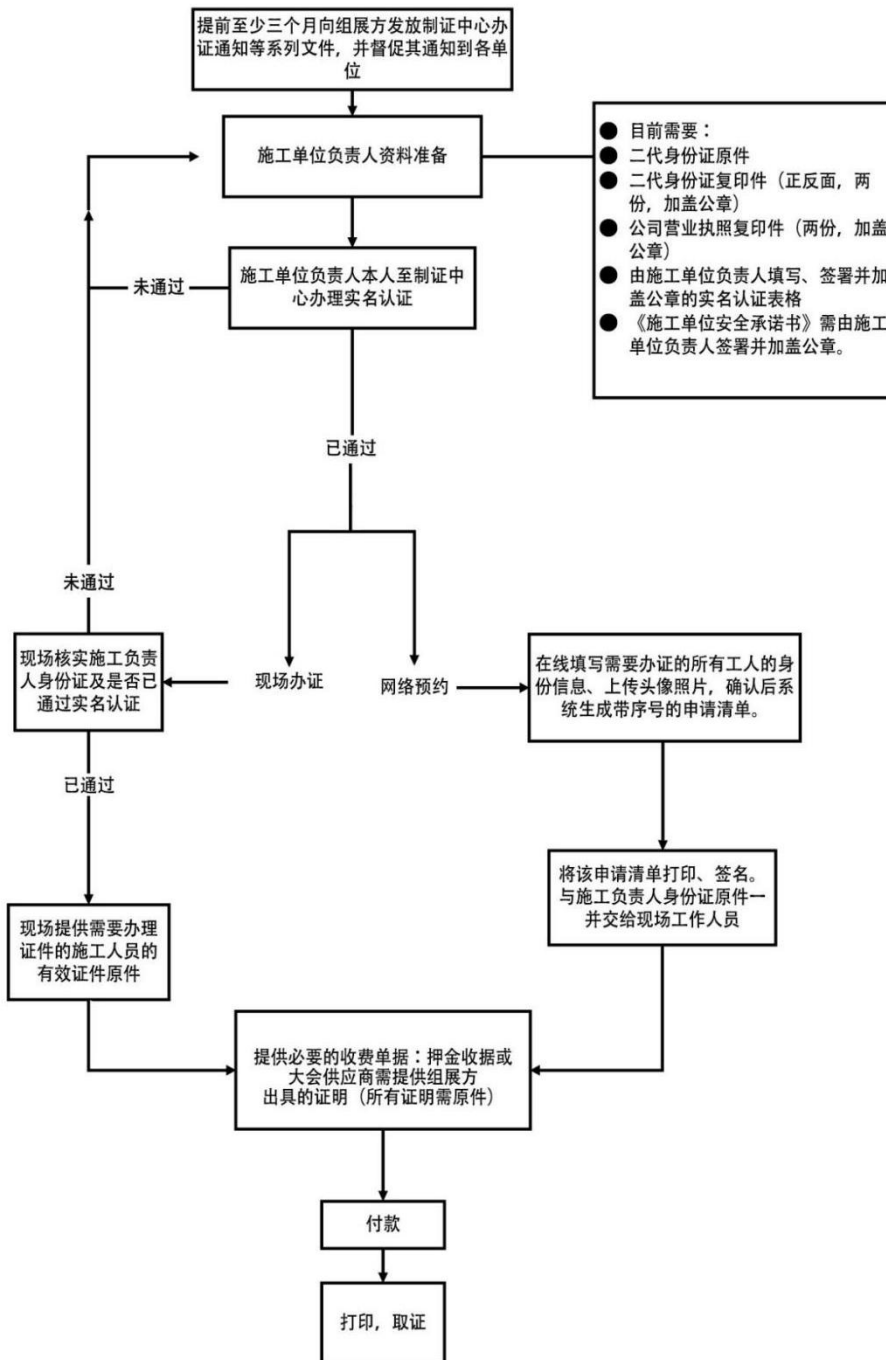 提前至少三个月向组展方发放制证中心办
证通知等系列文件，并督促其通知到各单
位
施工单位负责人资料准备
● 目前需要：
● 二代身份证原件
● 二代身份证复印件（正反面，两
份，加盖公章）
● 公司营业执照复印件（两份，加盖
公章）
● 由施工单位负责人填写、签署并加
盖公章的实名认证表格
● 《施工单位安全承诺书》需由施工
单位负责人签署并加盖公章。
未通过
施工单位负责人本人至制证中
心办理实名认证
已通过
未通过
现场核实施工负责
人身份证及是否已
通过实名认证
现场办证
网络预约
在线填写需要办证的所有工人的身
份信息、上传头像照片，确认后系
统生成带序号的申请清单。
已通过
将该申请清单打印、签名。
与施工负责人身份证原件一
并交给现场工作人员
现场提供需要办理
证件的施工人员的
有效证件原件
提供必要的收费单据：押金收据或
大会供应商需提供组展方
出具的证明（所有证明需原件）
付款
打印，取证